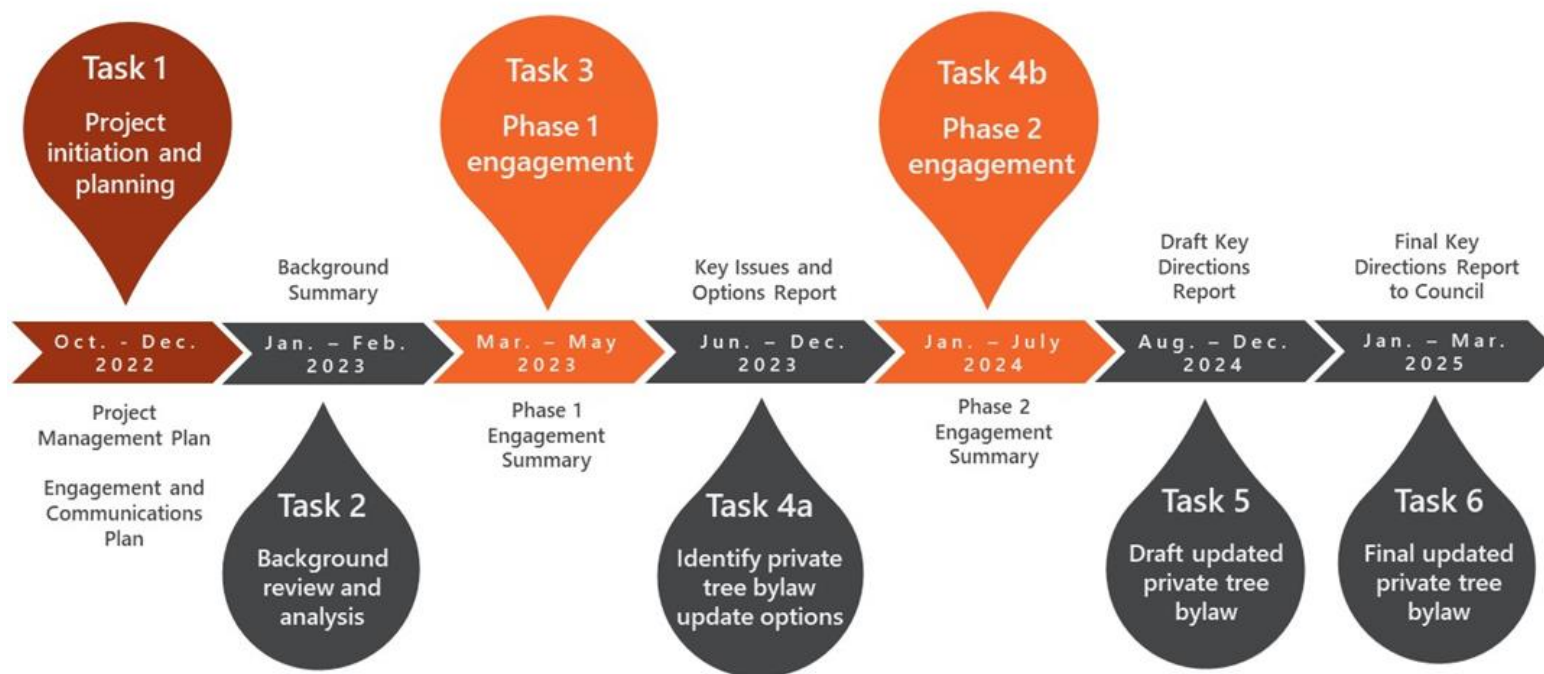 Task 1
Project
initiation and
planning
Task 3
Phase 1
engagement
Task 4b
Phase 2
engagement
Background
Summary
Key Issues and
Options Report
Draft Key
Directions
Report
Final Key
Directions Report
to Council
Oct. - Dec.
2022
Jan. – Feb.
2023
Mar. – May
2023
Jun. – Dec.
2023
Jan. – July
2024
Aug. – Dec.
2024
Jan. – Mar.
2025
Project
Management Plan
Engagement and
Communications
Plan
Phase 1
Engagement
Summary
Phase 2
Engagement
Summary
Task 2
Background
review and
analysis
Task 4a
Identify private
tree bylaw
update options
Task 5
Draft updated
private tree
bylaw
Task 6
Final updated
private tree
bylaw